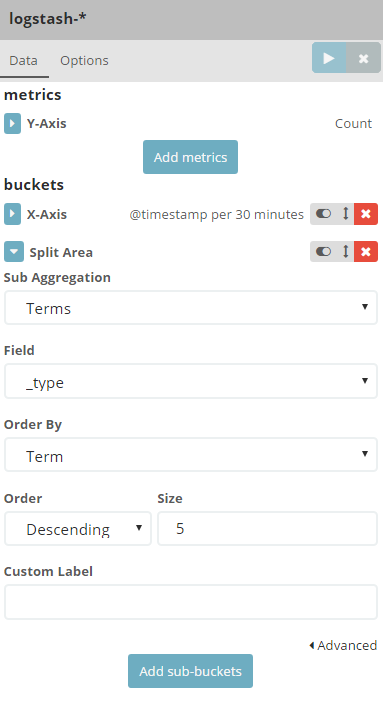 logstash-*
Data Options
metrics
Y-Axis Count
Add metrics
buckets
X-Axis @timestamp per 30 minutes
Split Area
Sub Aggregation
Terms
Field
_type
Order By
Term
Order Size
Descending 5
Custom Label
Advanced
Add sub-buckets